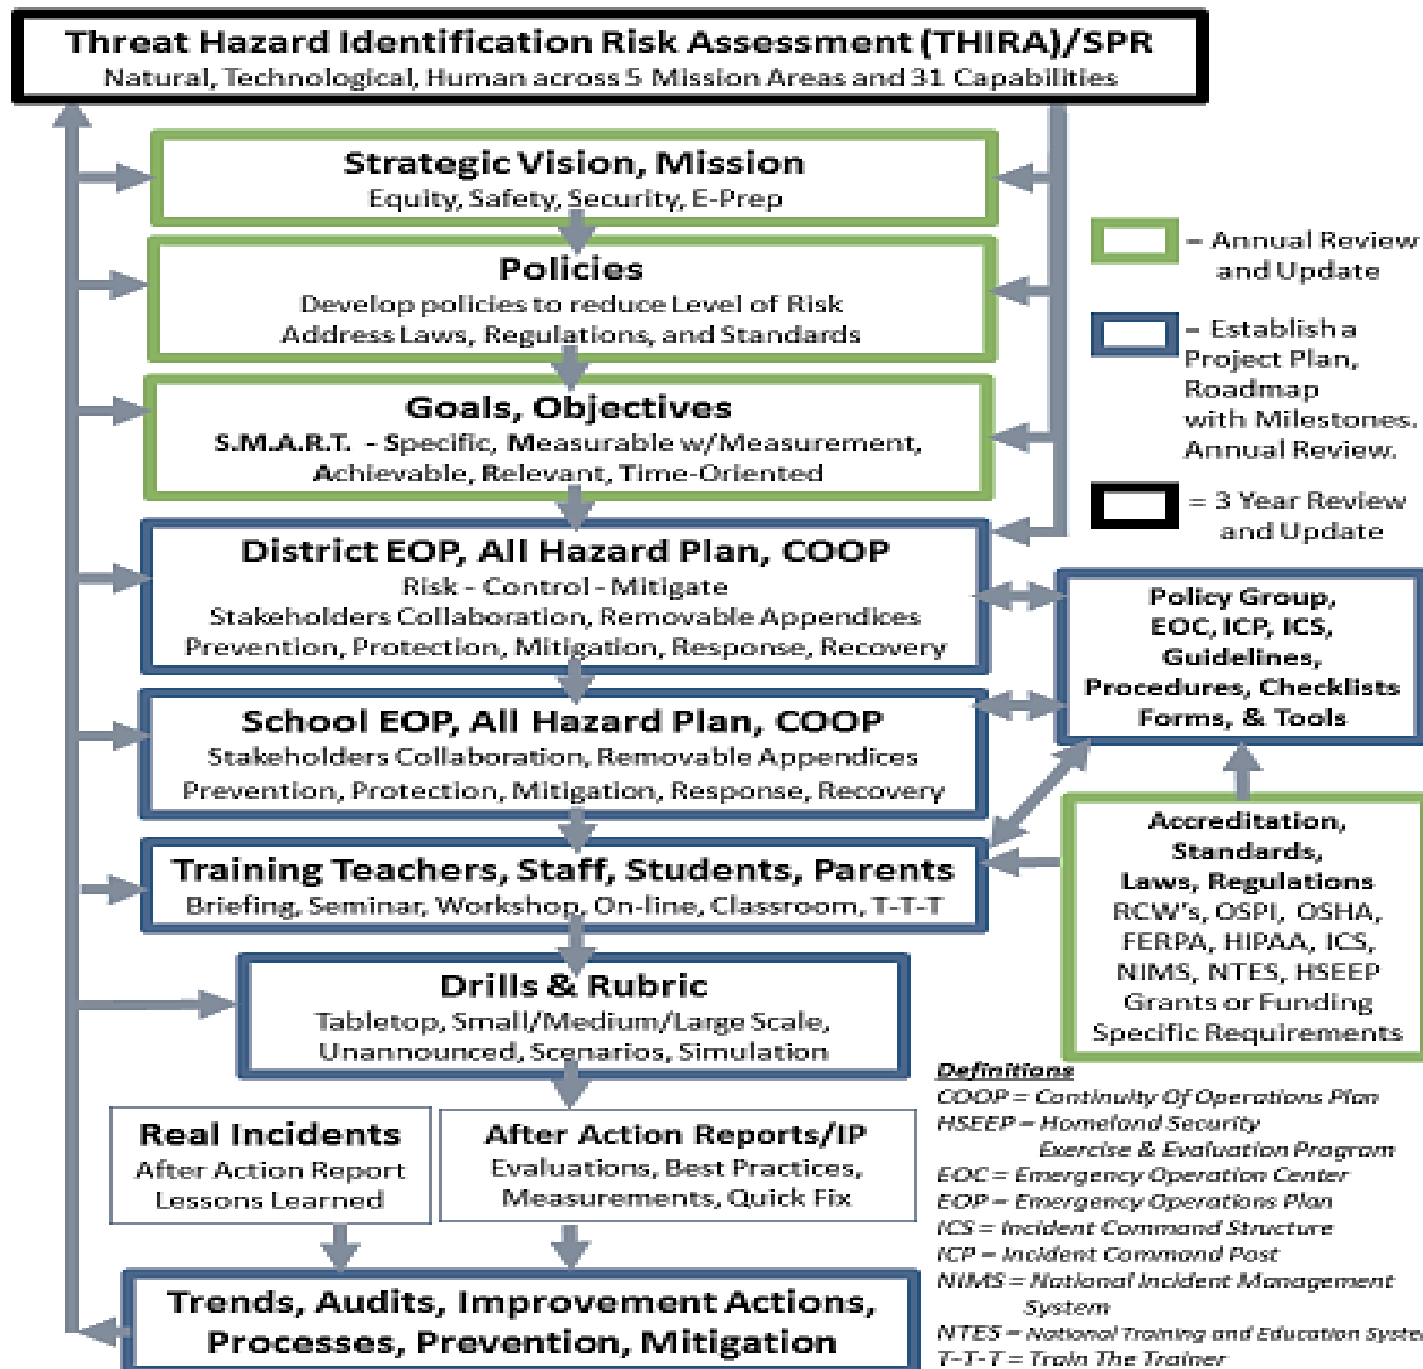 Threat Hazard Identification Risk Assessment (THIRA)/SPR
Natural, Technological, Human across 5 Mission Areas and 31 Capabilities
Strategic Vision, Mission
Equity, Safety, Security, E-Prep
Policies
Develop policies to reduce Level of Risk
Address Laws, Regulations, and Standards
Goals, Objectives
S.M.A.R.T. - Specific, Measurable w/Measurement,
Achievable, Relevant, Time-Oriented
District EOP, All Hazard Plan, COOP
Risk - Control - Mitigate
Stakeholders Collaboration, Removable Appendices
Prevention, Protection, Mitigation, Response, Recovery
School EOP, All Hazard Plan, COOP
Stakeholders Collaboration, Removable Appendices
Prevention, Protection, Mitigation, Response, Recovery
Training Teachers, Staff, Students, Parents
Briefing, Seminar, Workshop, On-line, Classroom, T-T-T
Drills & Rubric
Tabletop, Small/Medium/Large Scale,
Unannounced, Scenarios, Simulation
Real Incidents
After Action Report
Lessons Learned
After Action Reports/IP
Evaluations, Best Practices,
Measurements, Quick Fix
Trends, Audits, Improvement Actions,
Processes, Prevention, Mitigation
= Annual Review
and Update
= Establish a
Project Plan,
Roadmap
with Milestones.
Annual Review.
= 3 Year Review
and Update
Policy Group,
EOC, ICP, ICS,
Guidelines,
Procedures, Checklists
Forms, & Tools
Accreditation,
Standards,
Laws, Regulations
RCW's, OSPI, OSHA,
FERPA, HIPAA, ICS,
NIMS, NTES, HSEEP
Grants or Funding
Specific Requirements
Definitions
COOP = Continuity Of Operations Plan
HSEEP = Homeland Security
Exercise & Evaluation Program
EOC = Emergency Operation Center
EOP = Emergency Operations Plan
ICS = Incident Command Structure
ICP = Incident Command Post
NIMS = National Incident Management
System
NTES = National Training and Education Syste
T-T-T = Train The Trainer